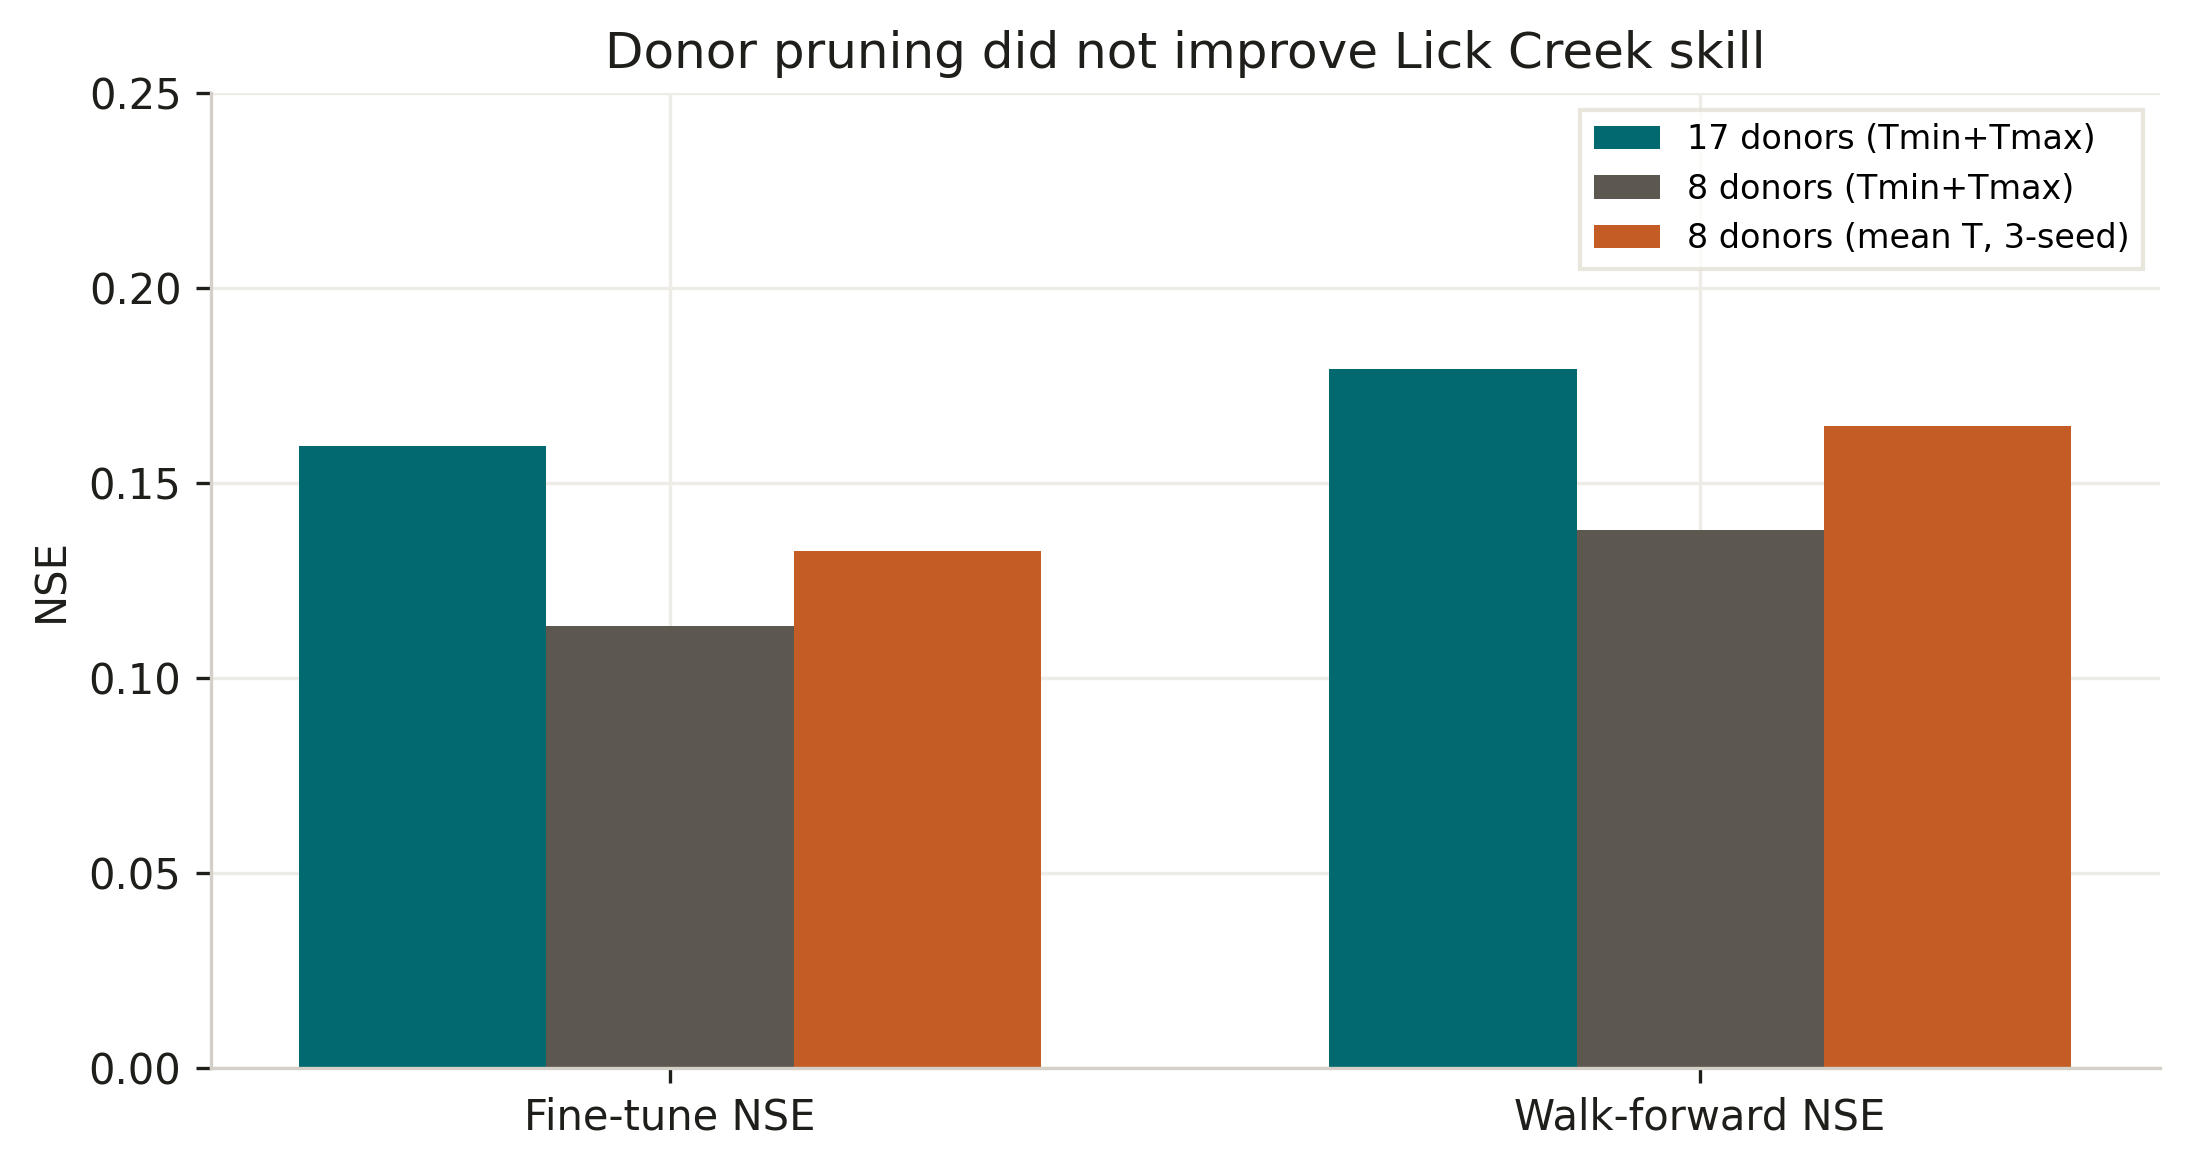 Donor pruning did not improve Lick Creek skill
17 donors (Tmin+Tmax)
8 donors (Tmin+Tmax)
8 donors (mean T, 3-seed)
NSE
0.25
0.20
0.15
0.10
0.05
0.00
Fine-tune NSE
Walk-forward NSE